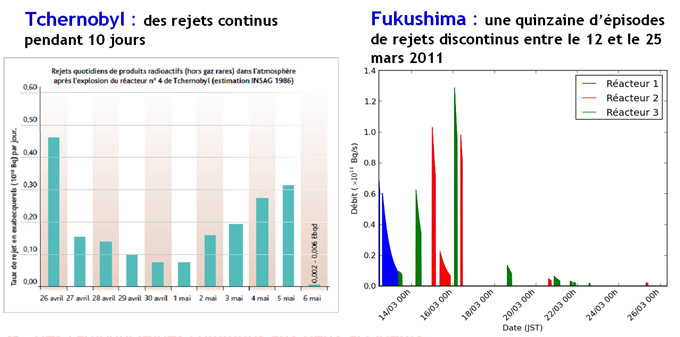 Tchernobyl : des rejets continus
pendant 10 jours
Rejets quotidiens de produits radioactifs (hors gaz rares) dans l'atmosphère
après l'explosion du réacteur n° 4 de Tchernobyl (estimation INSAG 1986)
Taux de rejet en exabecquerels (10¹⁸ Bq) par jour.
0,60
0,50
0,40
0,30
0,20
0,10
0,00
0,002 - 0,006 Ebqd
26 avril 27 avril 28 avril 29 avril 30 avril 1 mai 2 mai 3 mai 4 mai 5 mai 6 mai
Fukushima : une quinzaine d'épisodes
de rejets discontinus entre le 12 et le 25
mars 2011
Réacteur 1
Réacteur 2
Réacteur 3
1.4
1.2
1.0
0.8
0.6
0.4
0.2
0.0
14/03 00h 16/03 00h 18/03 00h 20/03 00h 22/03 00h 24/03 00h 26/03 00h
Date (JST)